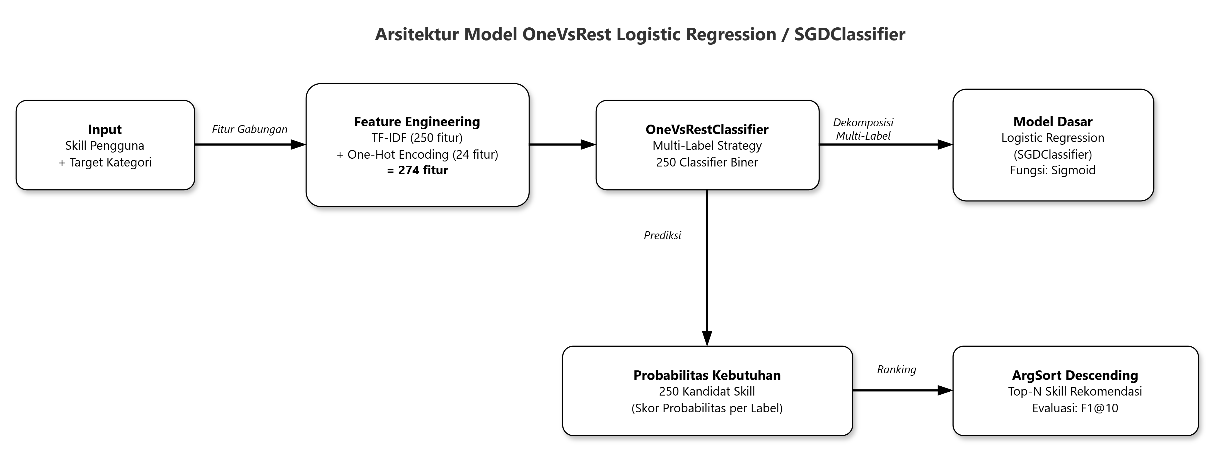 Arsitektur Model OneVsRest Logistic Regression / SGDClassifier
Input
Skill Pengguna
+ Target Kategori
Fitur Gabungan
Feature Engineering
TF-IDF (250 fitur)
+ One-Hot Encoding (24 fitur)
= 274 fitur
OneVsRestClassifier
Multi-Label Strategy
250 Classifier Biner
Dekomposisi
Multi-Label
Model Dasar
Logistic Regression
(SGDClassifier)
Fungsi: Sigmoid
Prediksi
Probabilitas Kebutuhan
250 Kandidat Skill
(Skor Probabilitas per Label)
Ranking
ArgSort Descending
Top-N Skill Rekomendasi
Evaluasi: F1@10